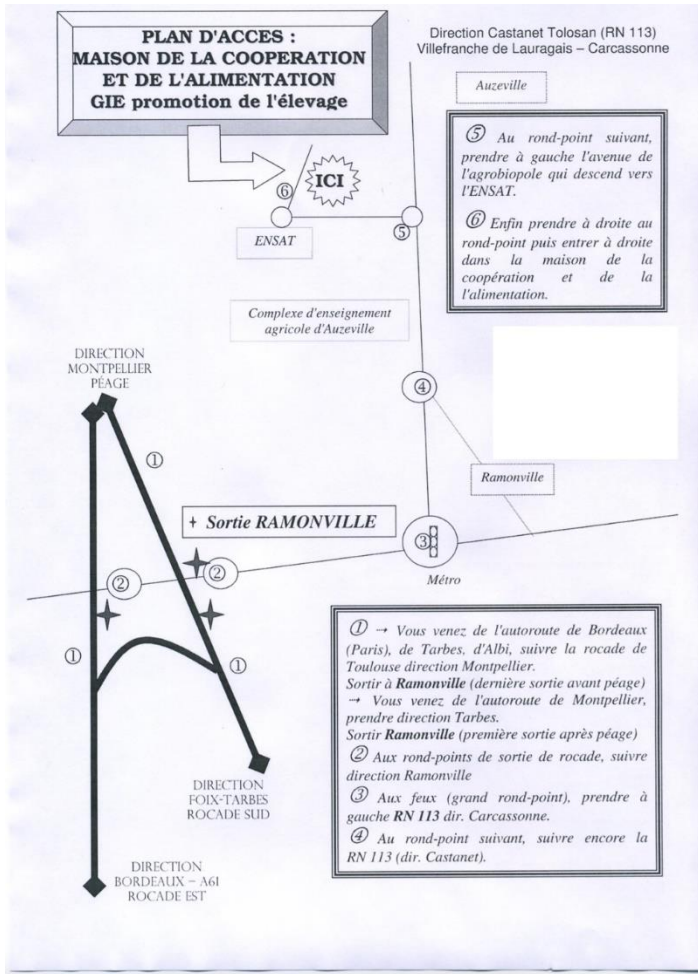 PLAN D'ACCES :
MAISON DE LA COOPERATION
ET DE L'ALIMENTATION
GIE promotion de l'élevage
Direction Castanet Tolosan (RN 113)
Villefranche de Lauragais – Carcassonne
Auzeville
⑤ Au rond-point suivant,
prendre à gauche l'avenue de
l'agrobiopole qui descend vers
l'ENSAT.
⑥ Enfin prendre à droite au
rond-point puis entrer à droite
dans la maison de la
coopération et de la
l'alimentation.
ICI
⑥
ENSAT
⑤
Complexe d'enseignement
agricole d'Auzeville
DIRECTION
MONTPELLIER
PÉAGE
④
①
Ramonville
+ Sortie RAMONVILLE
③
Métro
②
②
①
①
① → Vous venez de l'autoroute de Bordeaux
(Paris), de Tarbes, d'Albi, suivre la rocade de
Toulouse direction Montpellier.
Sortir à Ramonville (dernière sortie avant péage)
→ Vous venez de l'autoroute de Montpellier,
prendre direction Tarbes.
Sortir Ramonville (première sortie après péage)
② Aux rond-points de sortie de rocade, suivre
direction Ramonville
③ Aux feux (grand rond-point), prendre à
gauche RN 113 dir. Carcassonne.
④ Au rond-point suivant, suivre encore la
RN 113 (dir. Castanet).
DIRECTION
FOIX-TARBES
ROCADE SUD
DIRECTION
BORDEAUX – A61
ROCADE EST